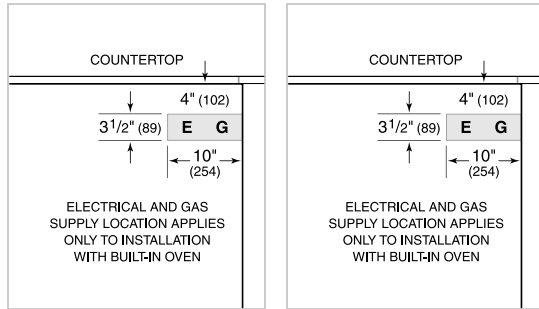 COUNTERTOP
4" (102)
3 1/2" (89)
E G
10"
(254)
ELECTRICAL AND GAS
SUPPLY LOCATION APPLIES
ONLY TO INSTALLATION
WITH BUILT-IN OVEN
COUNTERTOP
4" (102)
3 1/2" (89)
E G
10"
(254)
ELECTRICAL AND GAS
SUPPLY LOCATION APPLIES
ONLY TO INSTALLATION
WITH BUILT-IN OVEN